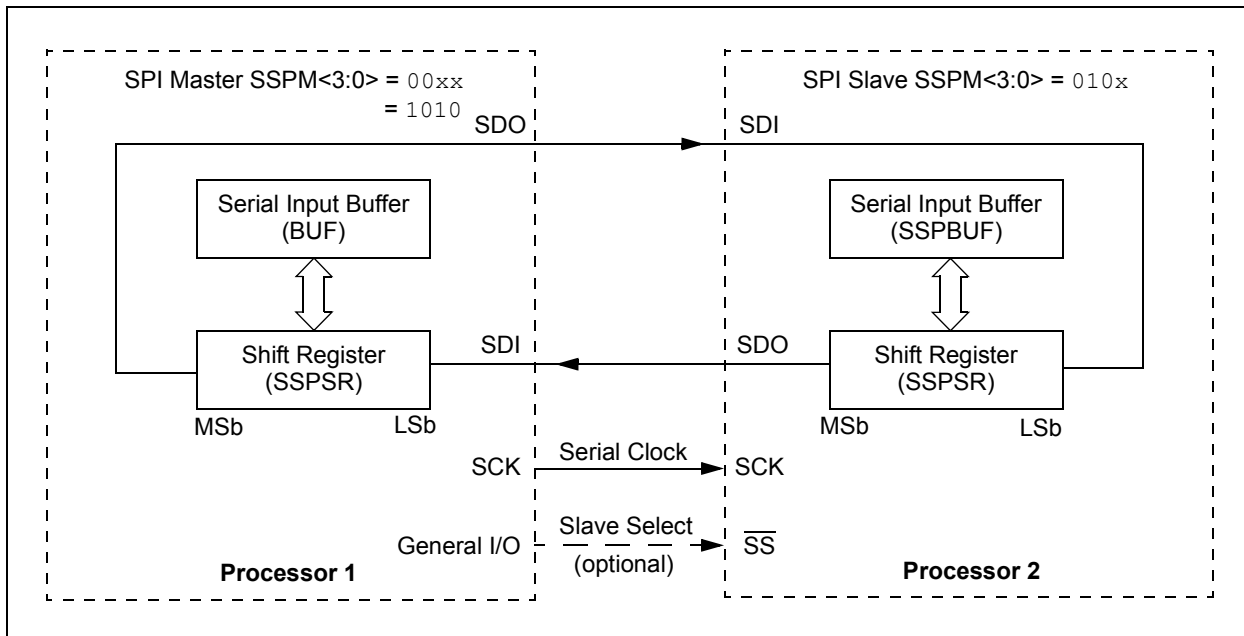 SPI Master SSPM<3:0> = 00xx
= 1010
SDO
Serial Input Buffer
(BUF)
Shift Register
(SSPSR)
MSb
LSb
SDI
SCK
General I/O
Processor 1
Serial Clock
Slave Select
(optional)
SPI Slave SSPM<3:0> = 010x
SDI
Serial Input Buffer
(SSPBUF)
SDO
Shift Register
(SSPSR)
MSb
LSb
SCK
S̅S̅
Processor 2